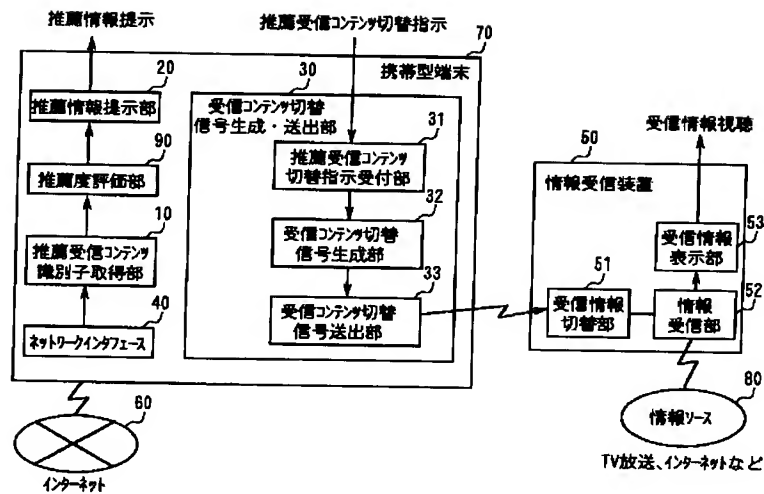 推薦情報提示
推薦受信コンテンツ切替指示
70
携帯型端末
20
推薦情報提示部
30
受信コンテンツ切替
信号生成・送出部
31
推薦受信コンテンツ
切替指示受付部
90
推薦度評価部
32
受信コンテンツ切替
信号生成部
10
推薦受信コンテンツ
識別子取得部
33
受信コンテンツ切替
信号送出部
40
ネットワークインタフェース
60
インターネット
受信情報視聴
50
情報受信装置
53
受信情報
表示部
51
受信情報
切替部
52
情報
受信部
80
情報ソース
TV放送、インターネットなど